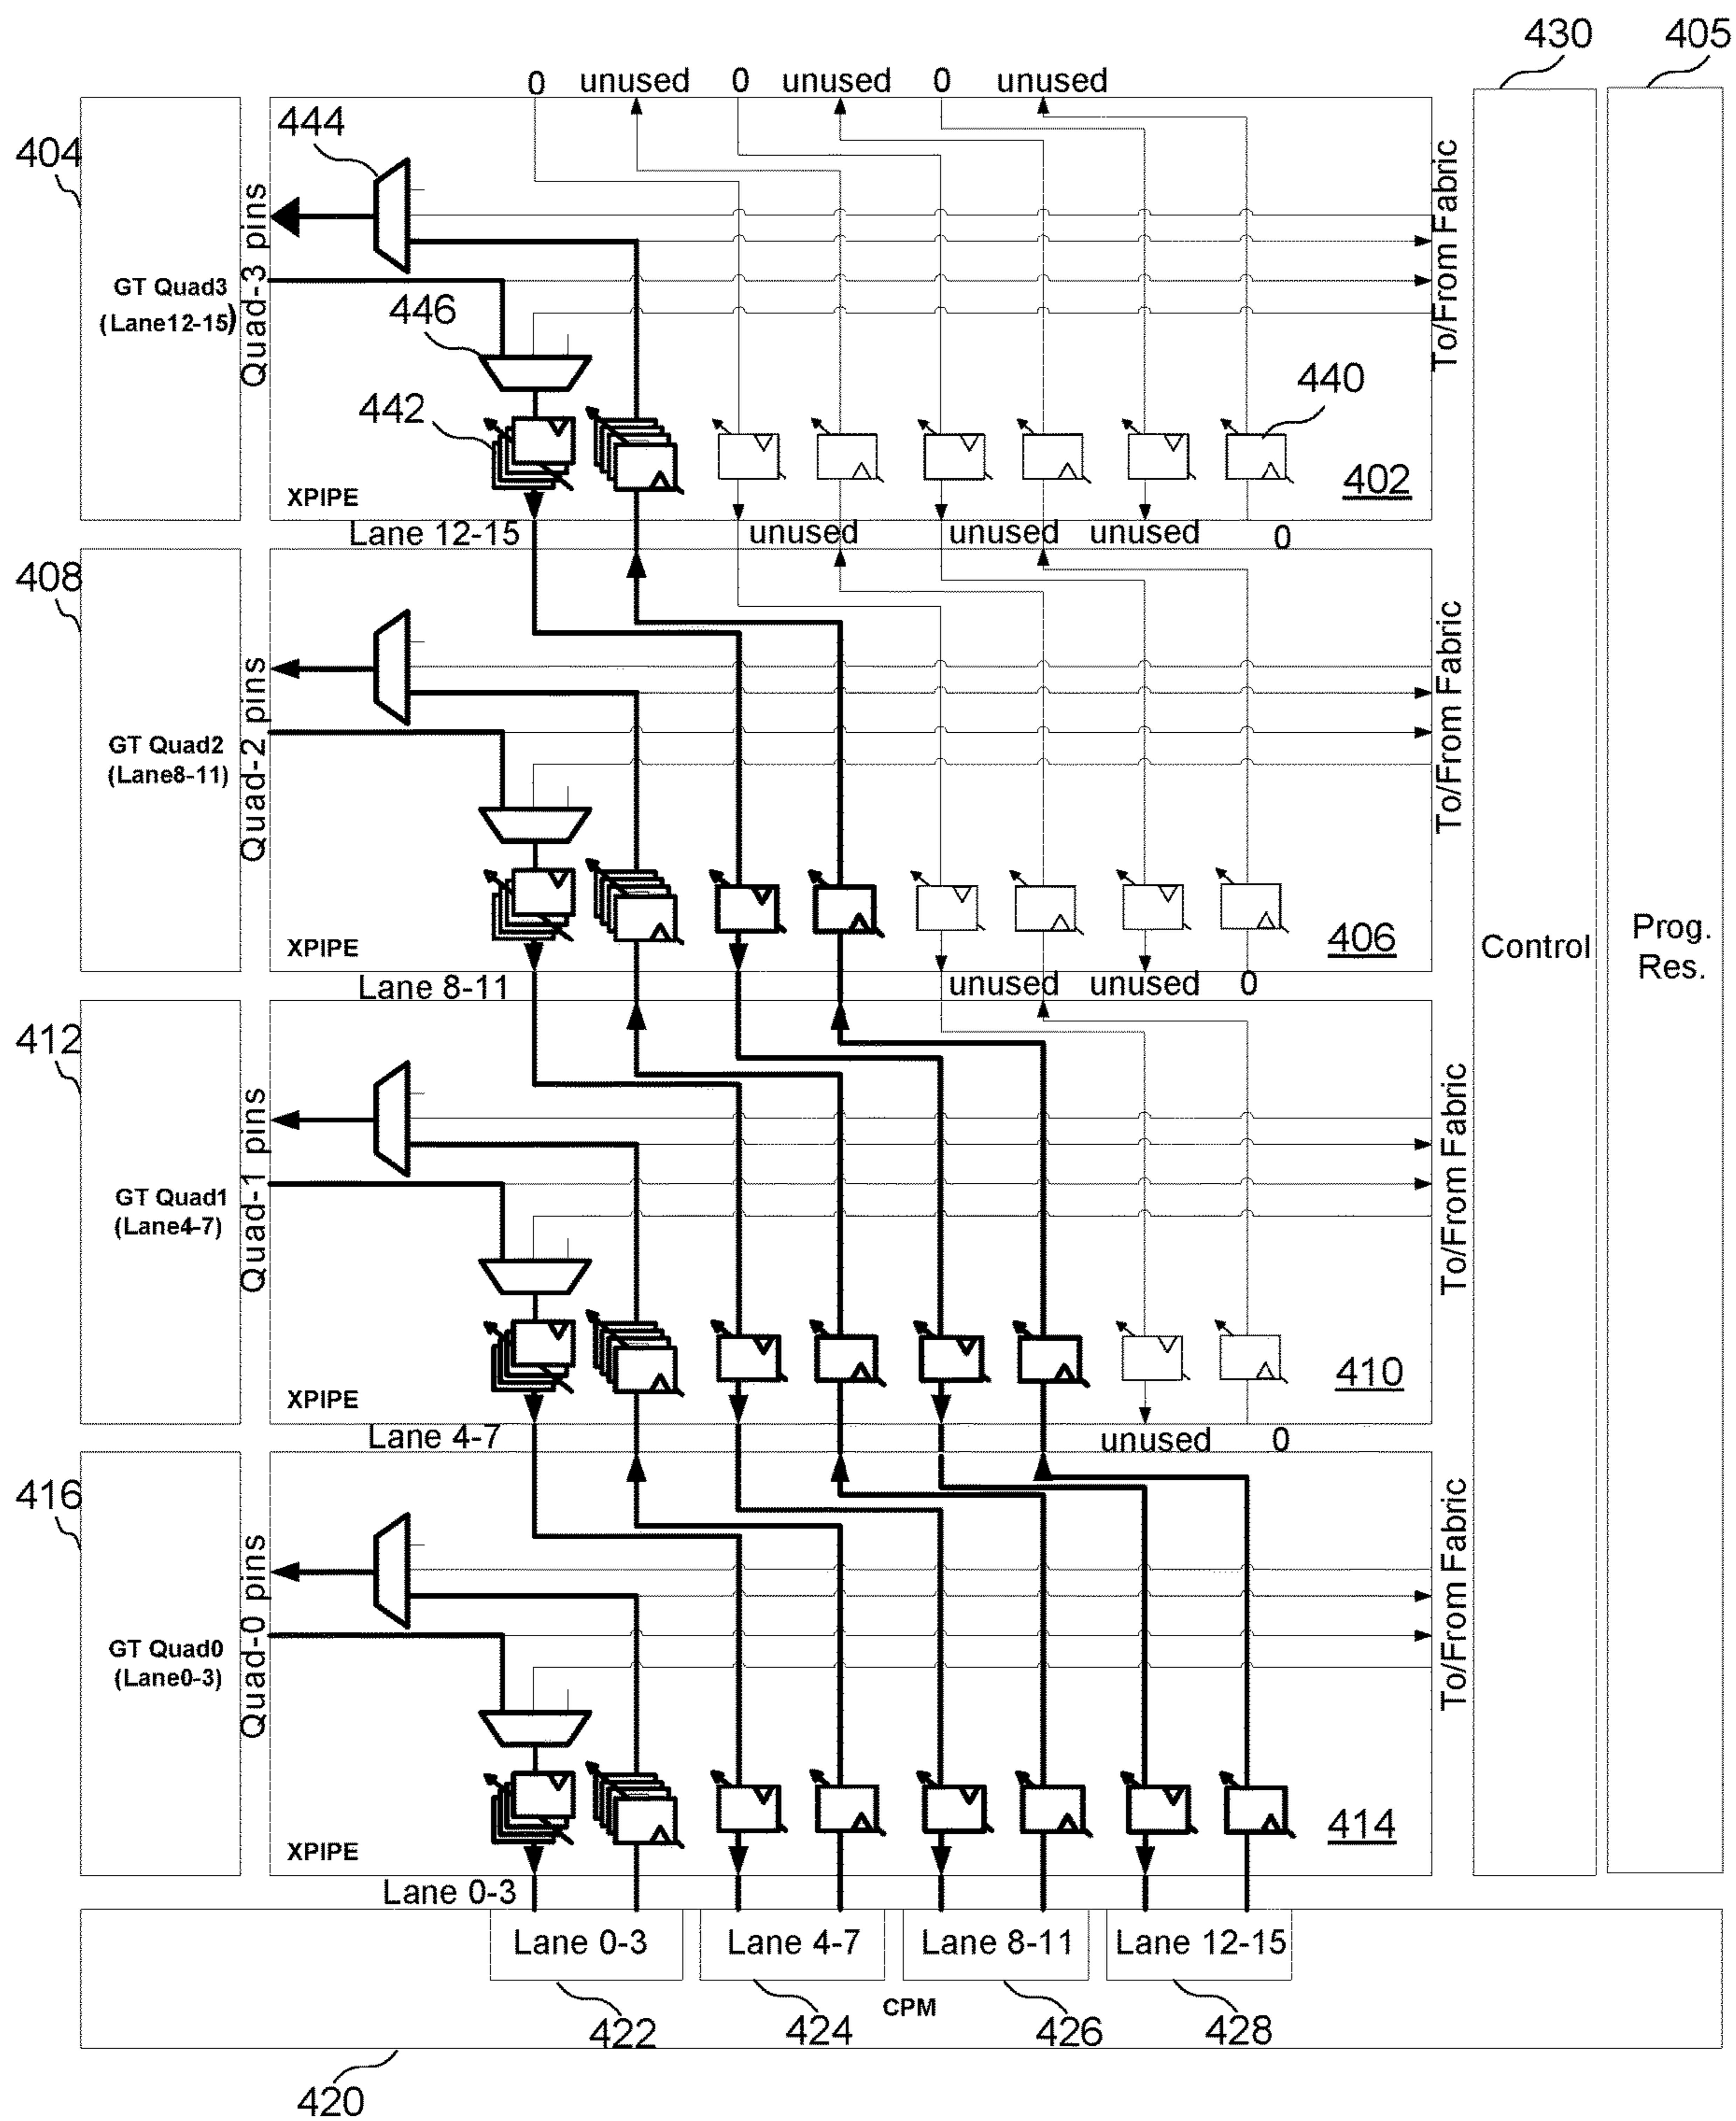 430
405
0
unused
0
unused
0
unused
404
444
Quad-3 pins
To/From Fabric
GT Quad3
(Lane12-15)
446
442
440
XPIPE
402
Lane 12-15
unused
unused
unused
0
408
Quad-2 pins
To/From Fabric
GT Quad2
(Lane8-11)
XPIPE
406
Control
Prog.
Res.
Lane 8-11
unused
unused
0
412
Quad-1 pins
To/From Fabric
GT Quad1
(Lane4-7)
XPIPE
410
Lane 4-7
unused
0
416
Quad-0 pins
To/From Fabric
GT Quad0
(Lane0-3)
XPIPE
414
Lane 0-3
Lane 0-3
Lane 4-7
Lane 8-11
Lane 12-15
CPM
422
424
426
428
420